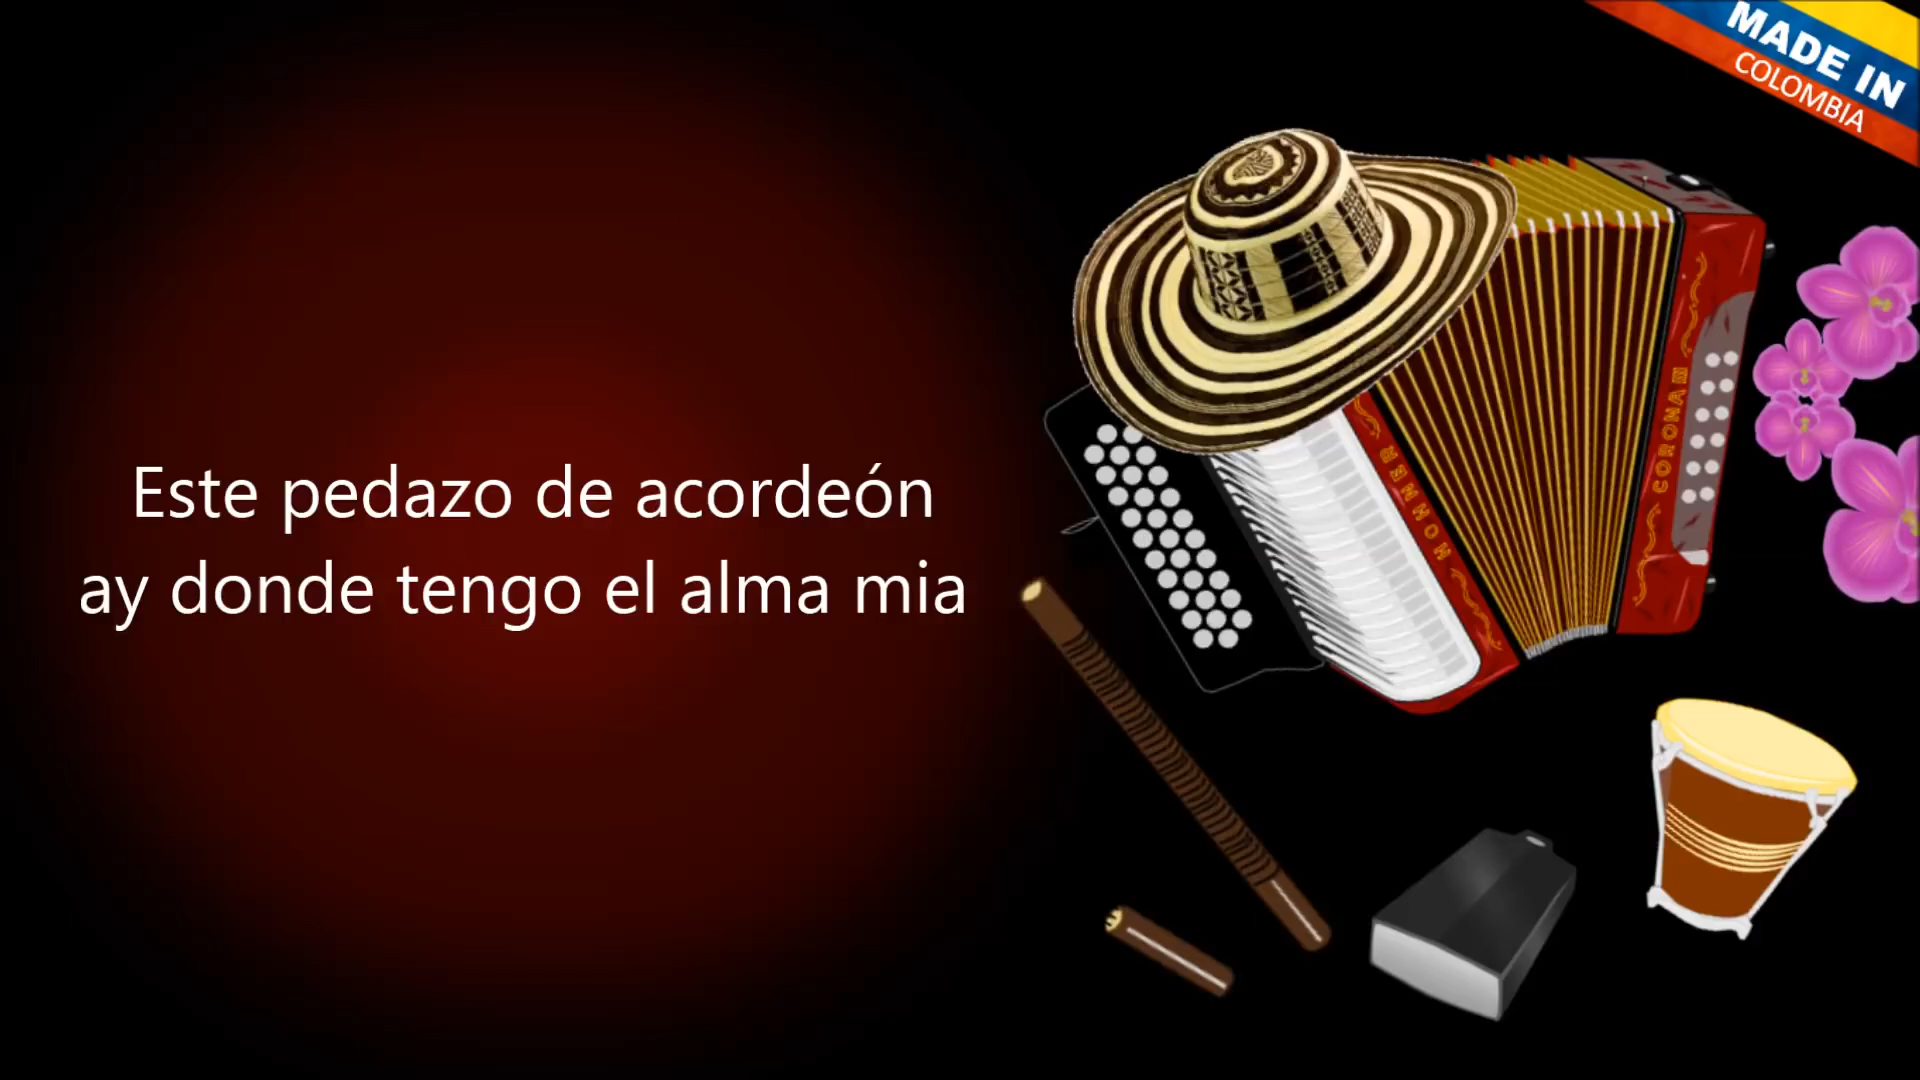 MADE IN
COLOMBIA
Este pedazo de acordeón
ay donde tengo el alma mia
HOHNER
CORONA III